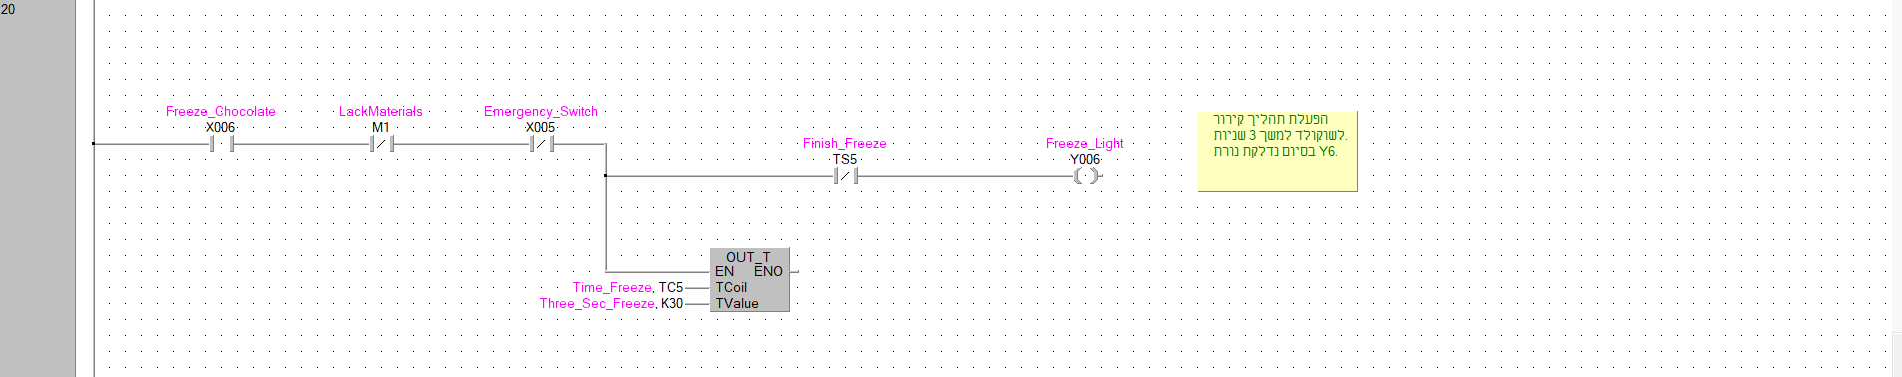 20
Freeze_Chocolate
X006
LackMaterials
M1
Emergency_Switch
X005
Finish_Freeze
TS5
Freeze_Light
Y006
הפעלת תהליך קירור
לשוקולד למשך 3 שניות.
בסיום נדלקת נורת Y6.
OUT_T
EN ENO
Time_Freeze, TC5 TCoil
Three_Sec_Freeze, K30 TValue